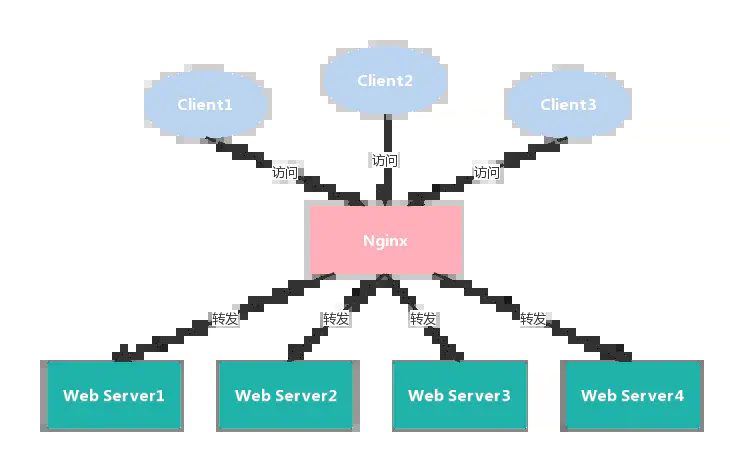 Client1
Client2
Client3
访问
访问
访问
Nginx
转发
转发
转发
转发
Web Server1
Web Server2
Web Server3
Web Server4